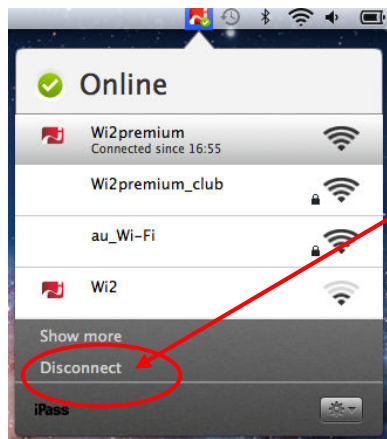 Online
Wi2premium
Connected since 16:55
Wi2premium_club
au_Wi-Fi
Wi2
Show more
Disconnect
iPass